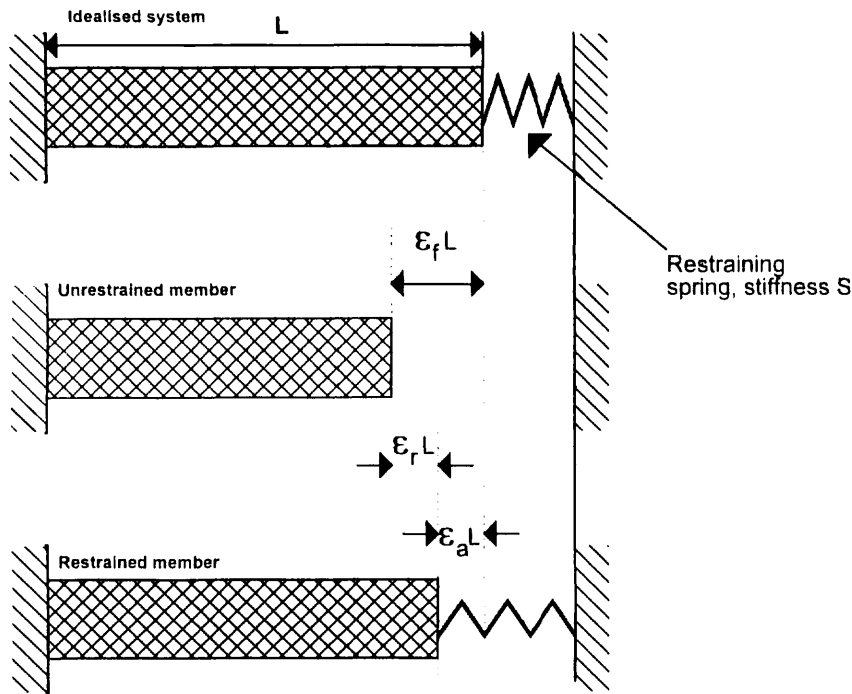 Idealised system
L
ε_f L
Restraining
spring, stiffness S
Unrestrained member
ε_r L
ε_a L
Restrained member